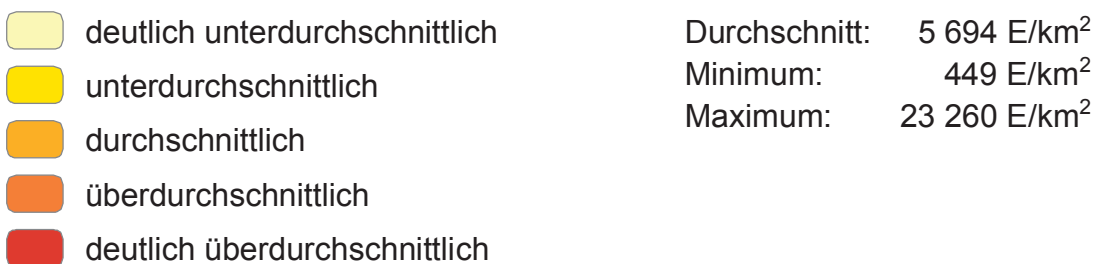 deutlich unterdurchschnittlich
unterdurchschnittlich
durchschnittlich
überdurchschnittlich
deutlich überdurchschnittlich
Durchschnitt: 5 694 E/km²
Minimum: 449 E/km²
Maximum: 23 260 E/km²